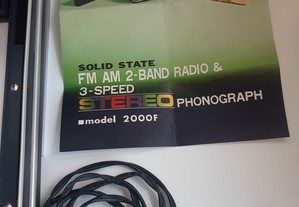 SOLID STATE
FM AM 2-BAND RADIO &
3-SPEED
STEREO PHONOGRAPH
■model 2000F